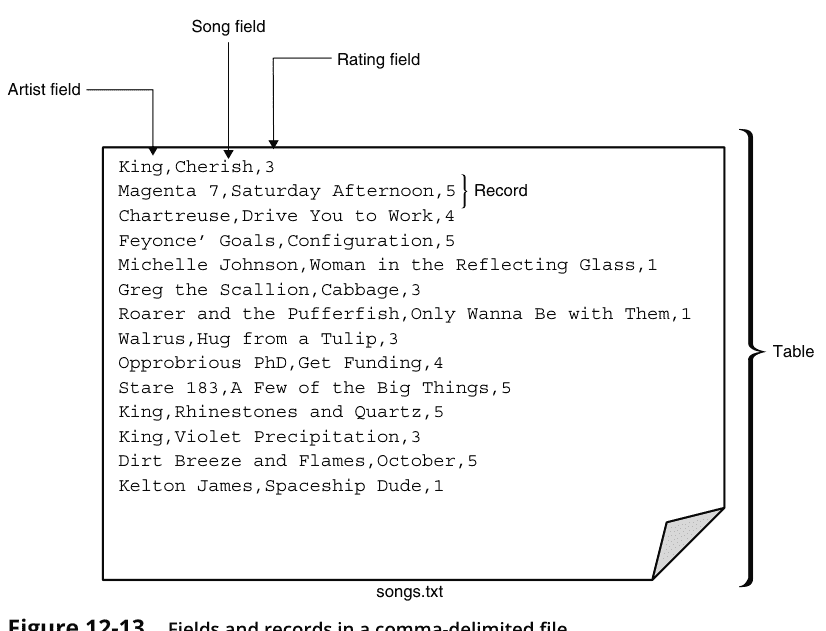 Song field
Rating field
Artist field
King,Cherish,3
Magenta 7,Saturday Afternoon,5
Record
Chartreuse,Drive You to Work,4
Feyonce’ Goals,Configuration,5
Michelle Johnson,Woman in the Reflecting Glass,1
Greg the Scallion,Cabbage,3
Roarer and the Pufferfish,Only Wanna Be with Them,1
Walrus,Hug from a Tulip,3
Table
Opprobrious PhD,Get Funding,4
Stare 183,A Few of the Big Things,5
King,Rhinestones and Quartz,5
King,Violet Precipitation,3
Dirt Breeze and Flames,October,5
Kelton James,Spaceship Dude,1
songs.txt
Figure 12-13 Fields and records in a comma-delimited file